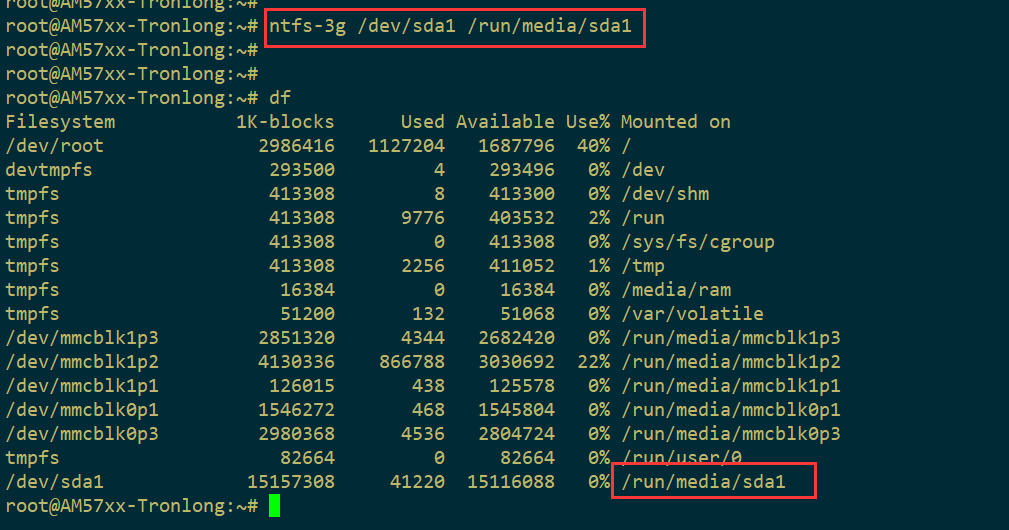 root@AM57xx-Tronlong:~#
root@AM57xx-Tronlong:~# ntfs-3g /dev/sda1 /run/media/sda1
root@AM57xx-Tronlong:~#
root@AM57xx-Tronlong:~#
root@AM57xx-Tronlong:~# df
Filesystem 1K-blocks Used Available Use% Mounted on
/dev/root 2986416 1127204 1687796 40% /
devtmpfs 293500 4 293496 0% /dev
tmpfs 413308 8 413300 0% /dev/shm
tmpfs 413308 9776 403532 2% /run
tmpfs 413308 0 413308 0% /sys/fs/cgroup
tmpfs 413308 2256 411052 1% /tmp
tmpfs 16384 0 16384 0% /media/ram
tmpfs 51200 132 51068 0% /var/volatile
/dev/mmcblk1p3 2851320 4344 2682420 0% /run/media/mmcblk1p3
/dev/mmcblk1p2 4130336 866788 3030692 22% /run/media/mmcblk1p2
/dev/mmcblk1p1 126015 438 125578 0% /run/media/mmcblk1p1
/dev/mmcblk0p1 1546272 468 1545804 0% /run/media/mmcblk0p1
/dev/mmcblk0p3 2980368 4536 2804724 0% /run/media/mmcblk0p3
tmpfs 82664 0 82664 0% /run/user/0
/dev/sda1 15157308 41220 15116088 0% /run/media/sda1
root@AM57xx-Tronlong:~#